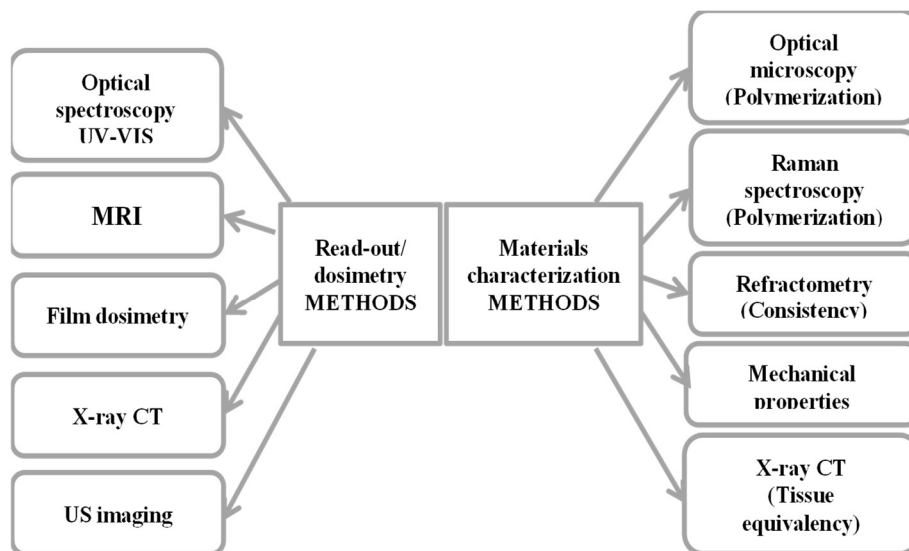 Optical
spectroscopy
UV-VIS
MRI
Film dosimetry
X-ray CT
US imaging
Read-out/
dosimetry
METHODS
Materials
characterization
METHODS
Optical
microscopy
(Polymerization)
Raman
spectroscopy
(Polymerization)
Refractometry
(Consistency)
Mechanical
properties
X-ray CT
(Tissue
equivalency)